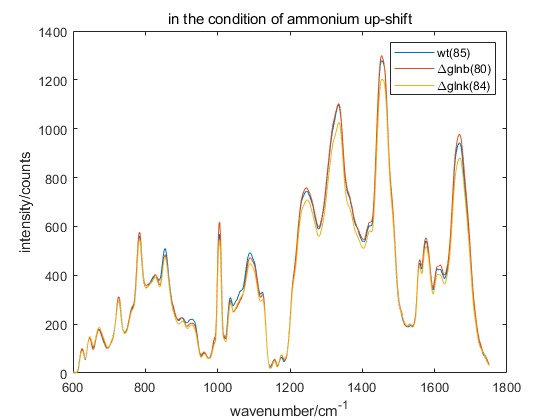 in the condition of ammonium up-shift
1400
1200
1000
800
600
400
200
0
intensity/counts
wt(85)
Δglnb(80)
Δglnk(84)
600 800 1000 1200 1400 1600 1800
wavenumber/cm⁻¹